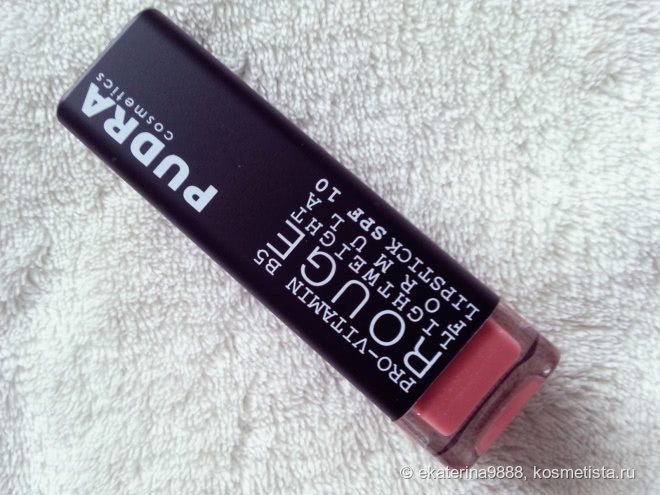 PUDRA
cosmetics
PRO-VITAMIN B5
ROUGE
LIGHTWEIGHT
FORMULA
LIPSTICK SPF 10
© ekaterina9888, kosmetista.ru